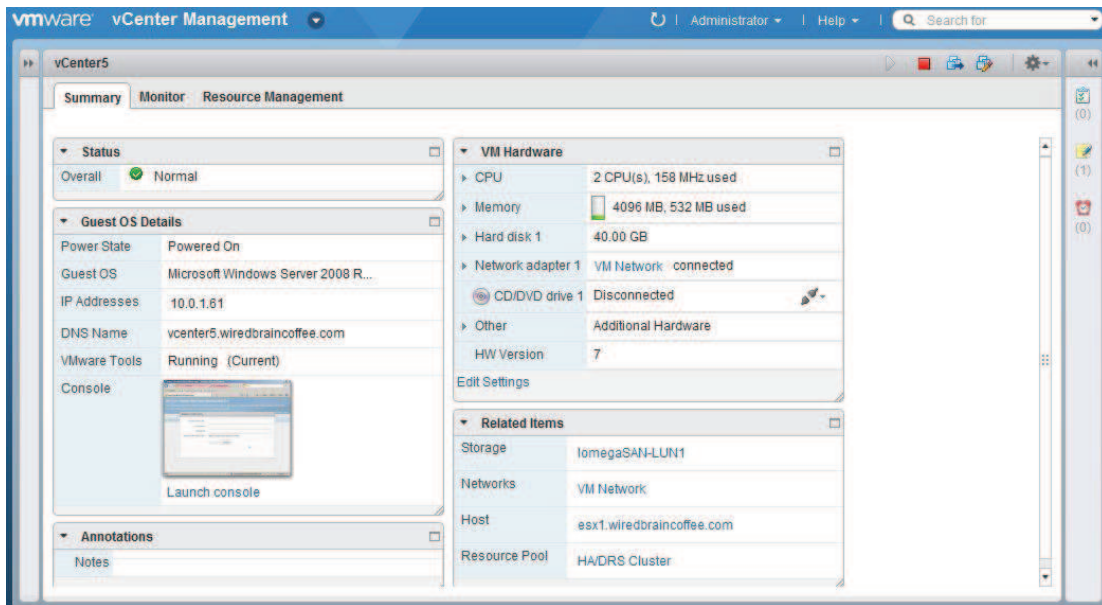 vmware vCenter Management Administrator Help Search for
vCenter5
Summary Monitor Resource Management
(0)
(1)
(0)
Status
Overall Normal
Guest OS Details
Power State Powered On
Guest OS Microsoft Windows Server 2008 R...
IP Addresses 10.0.1.61
DNS Name vcenter5.wiredbraincoffee.com
VMware Tools Running (Current)
Console
Launch console
Annotations
Notes
VM Hardware
CPU 2 CPU(s), 158 MHz used
Memory 4096 MB, 532 MB used
Hard disk 1 40.00 GB
Network adapter 1 VM Network connected
CD/DVD drive 1 Disconnected
Other Additional Hardware
HW Version 7
Edit Settings
Related Items
Storage IomegaSAN-LUN1
Networks VM Network
Host esx1.wiredbraincoffee.com
Resource Pool HA/DRS Cluster